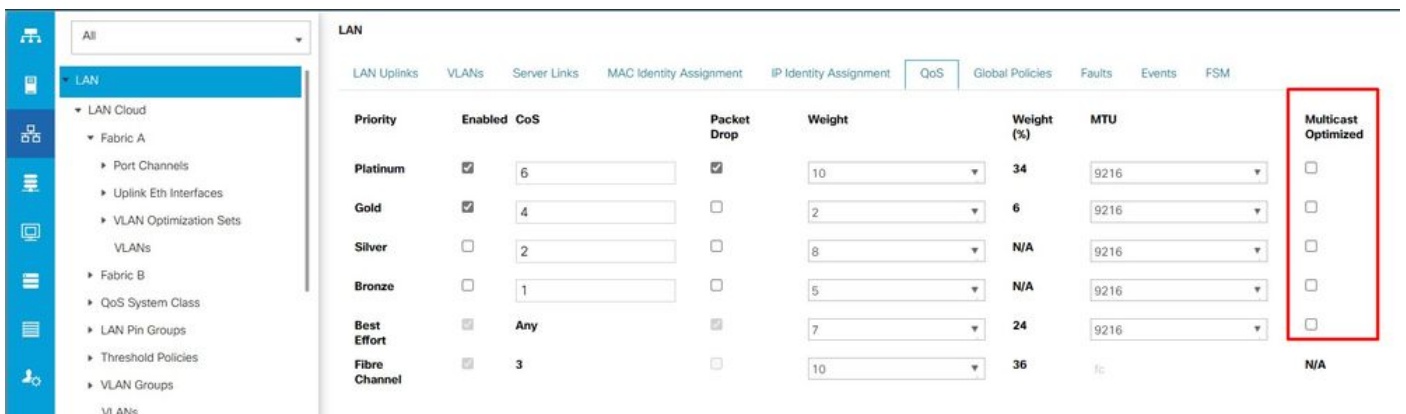 All
LAN
LAN Cloud
Fabric A
Port Channels
Uplink Eth Interfaces
VLAN Optimization Sets
VLANs
Fabric B
QoS System Class
LAN Pin Groups
Threshold Policies
VLAN Groups
VLANs
LAN
LAN Uplinks VLANs Server Links MAC Identity Assignment IP Identity Assignment QoS Global Policies Faults Events FSM
Priority Enabled CoS Packet Drop Weight Weight (%) MTU Multicast Optimized
Platinum 6 10 34 9216
Gold 4 2 6 9216
Silver 2 8 N/A 9216
Bronze 1 5 N/A 9216
Best Effort Any 7 24 9216
Fibre Channel 3 10 36 fc N/A